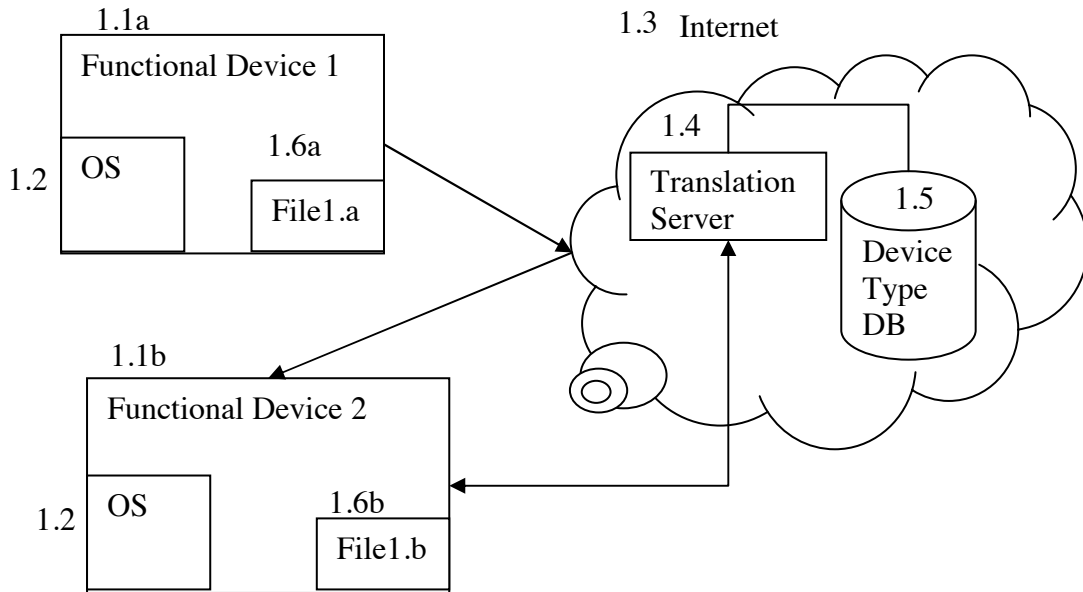 1.1a
Functional Device 1
1.2
OS
1.6a
File1.a
1.3 Internet
1.4
Translation
Server
1.5
Device
Type
DB
1.1b
Functional Device 2
1.2
OS
1.6b
File1.b